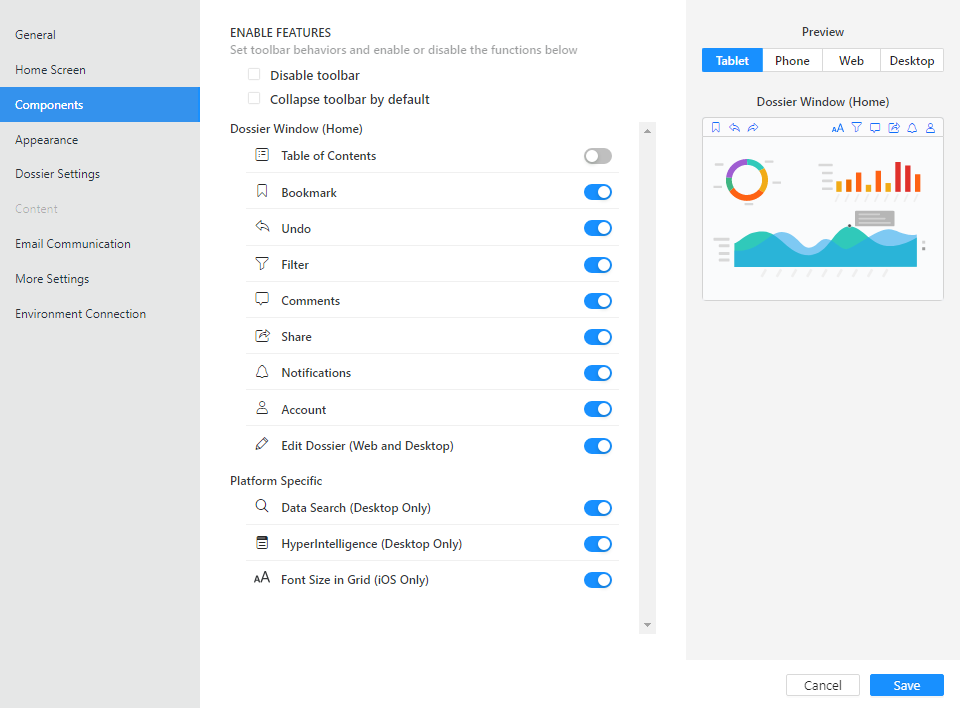 General
Home Screen
Components
Appearance
Dossier Settings
Content
Email Communication
More Settings
Environment Connection
ENABLE FEATURES
Set toolbar behaviors and enable or disable the functions below
Disable toolbar
Collapse toolbar by default
Dossier Window (Home)
Table of Contents
Bookmark
Undo
Filter
Comments
Share
Notifications
Account
Edit Dossier (Web and Desktop)
Platform Specific
Data Search (Desktop Only)
HyperIntelligence (Desktop Only)
AA Font Size in Grid (iOS Only)
Preview
Tablet Phone Web Desktop
Dossier Window (Home)
AA
Cancel Save